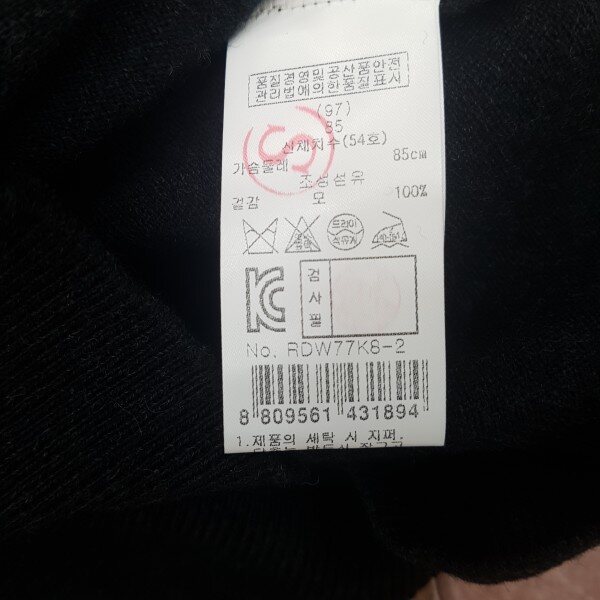 품질경영및공산품안전
관리법에의한품질표시
(97)
85
신체치수(54호)
가슴둘레 85cm
조성섬유
겉감 모 100%
드라이
석유계
KC
검사필
No. RDW77K8-2
8 809561 431894
1.제품의 세탁 시 지퍼,